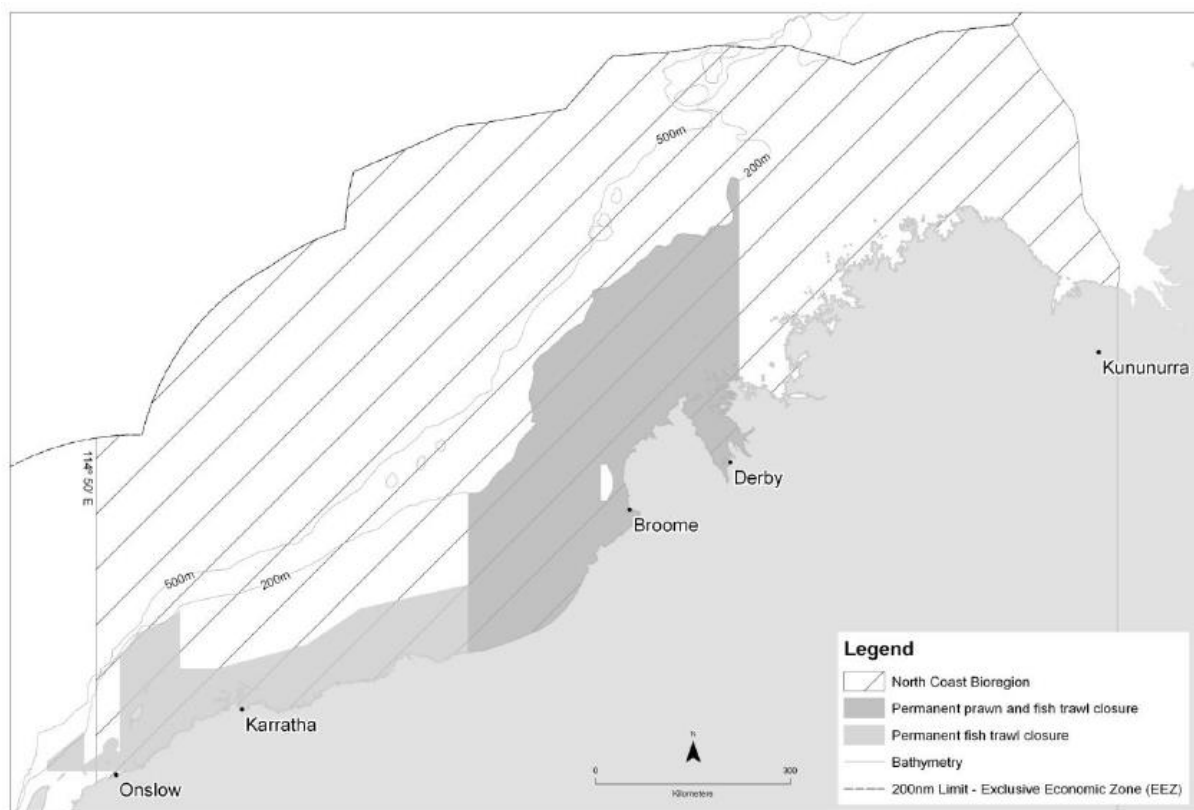 500m
200m
Kununurra
114° 50' E
Derby
Broome
500m
200m
Karratha
Onslow
N
0
300
Kilometers
Legend
North Coast Bioregion
Permanent prawn and fish trawl closure
Permanent fish trawl closure
Bathymetry
200nm Limit - Exclusive Economic Zone (EEZ)